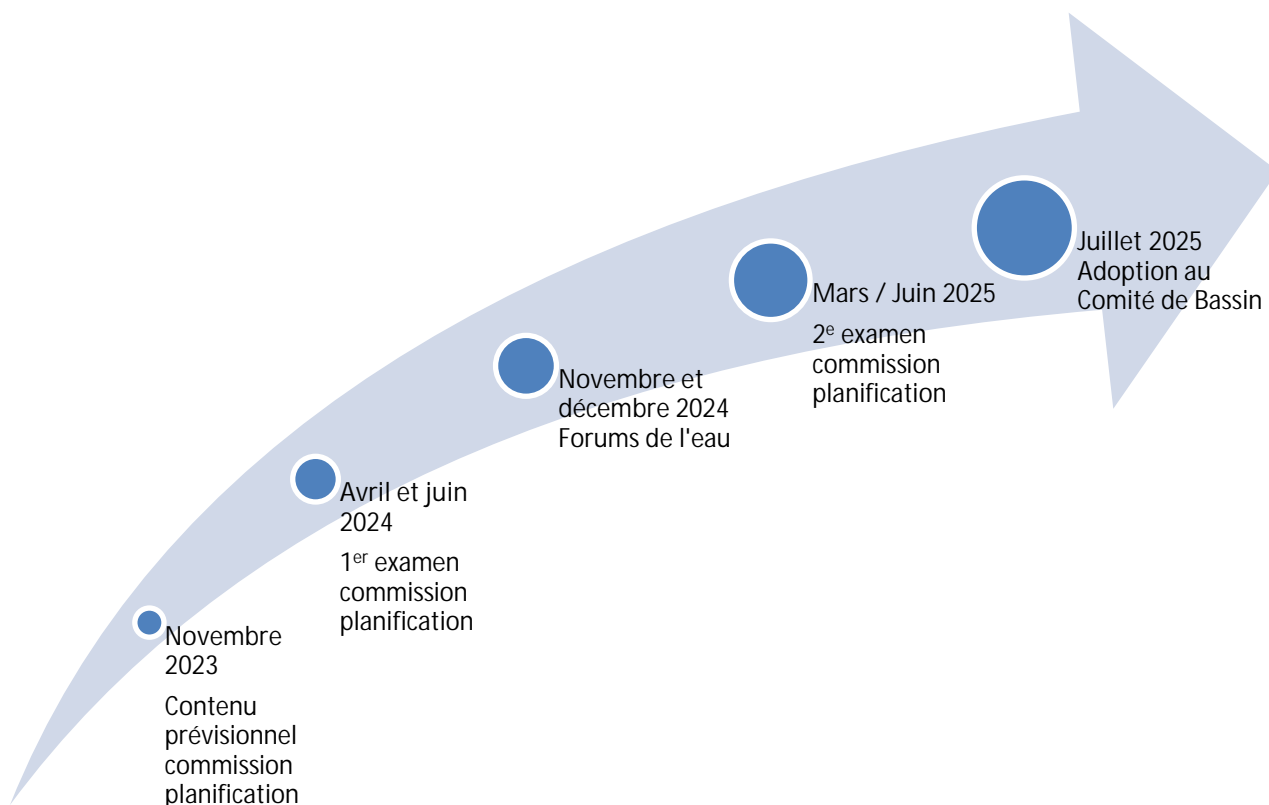 Novembre
2023
Contenu
prévisionnel
commission
planification
Avril et juin
2024
1er examen
commission
planification
Novembre et
décembre 2024
Forums de l'eau
Mars / Juin 2025
2e examen
commission
planification
Juillet 2025
Adoption au
Comité de Bassin